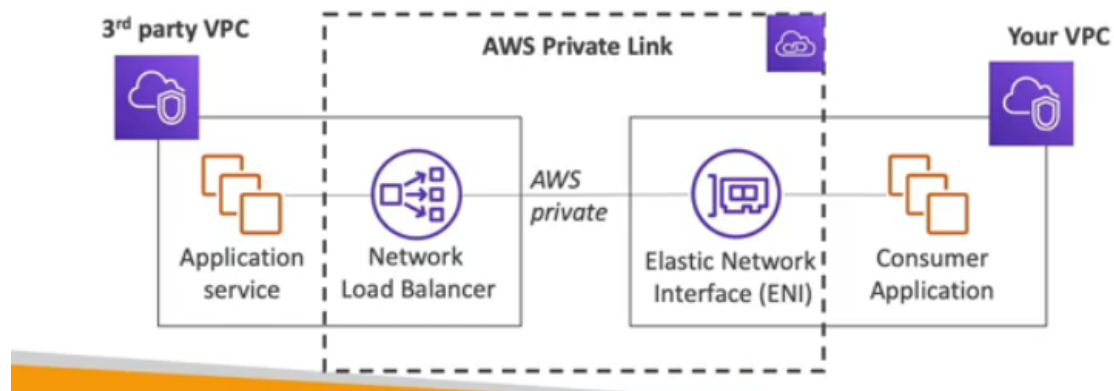 3rd party VPC
AWS Private Link
Your VPC
AWS
private
Application
service
Network
Load Balancer
Elastic Network
Interface (ENI)
Consumer
Application